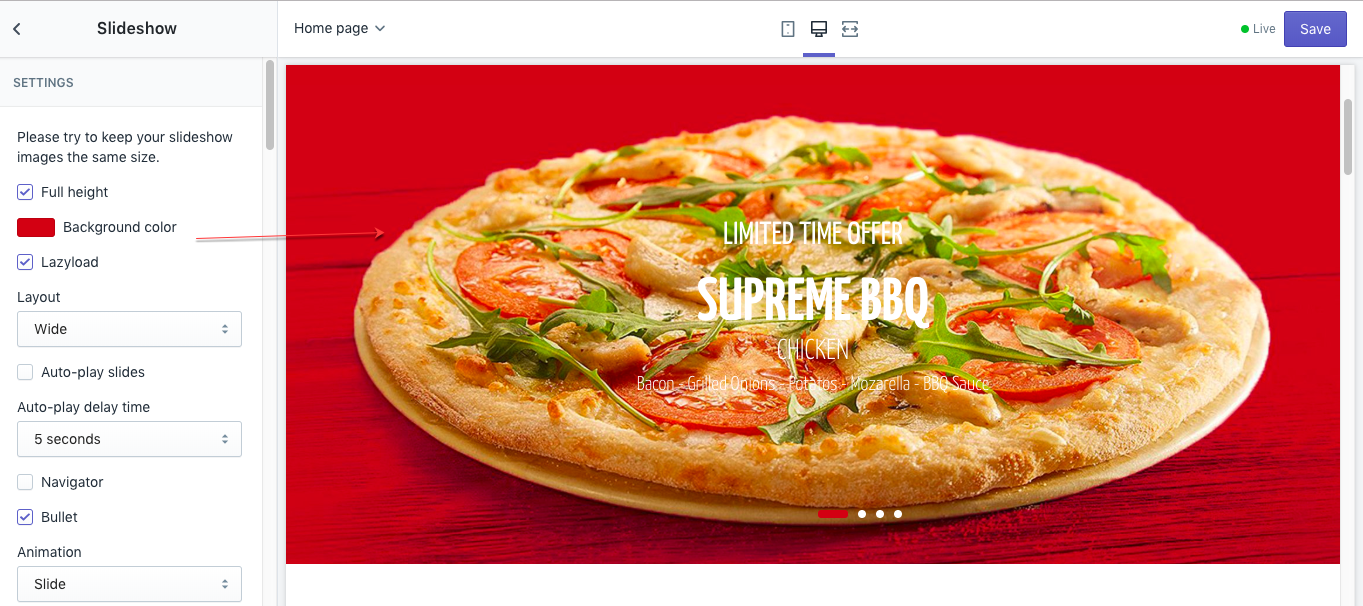 Slideshow
Home page
Live
Save
SETTINGS
Please try to keep your slideshow
images the same size.
Full height
Background color
Lazyload
Layout
Wide
Auto-play slides
Auto-play delay time
5 seconds
Navigator
Bullet
Animation
Slide
LIMITED TIME OFFER
SUPREME BBQ
CHICKEN
Bacon - Grilled Onions - Potatos - Mozarella - BBQ Sauce